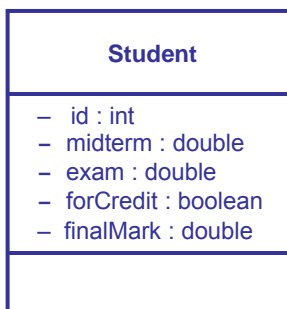 Student
– id : int
– midterm : double
– exam : double
– forCredit : boolean
– finalMark : double